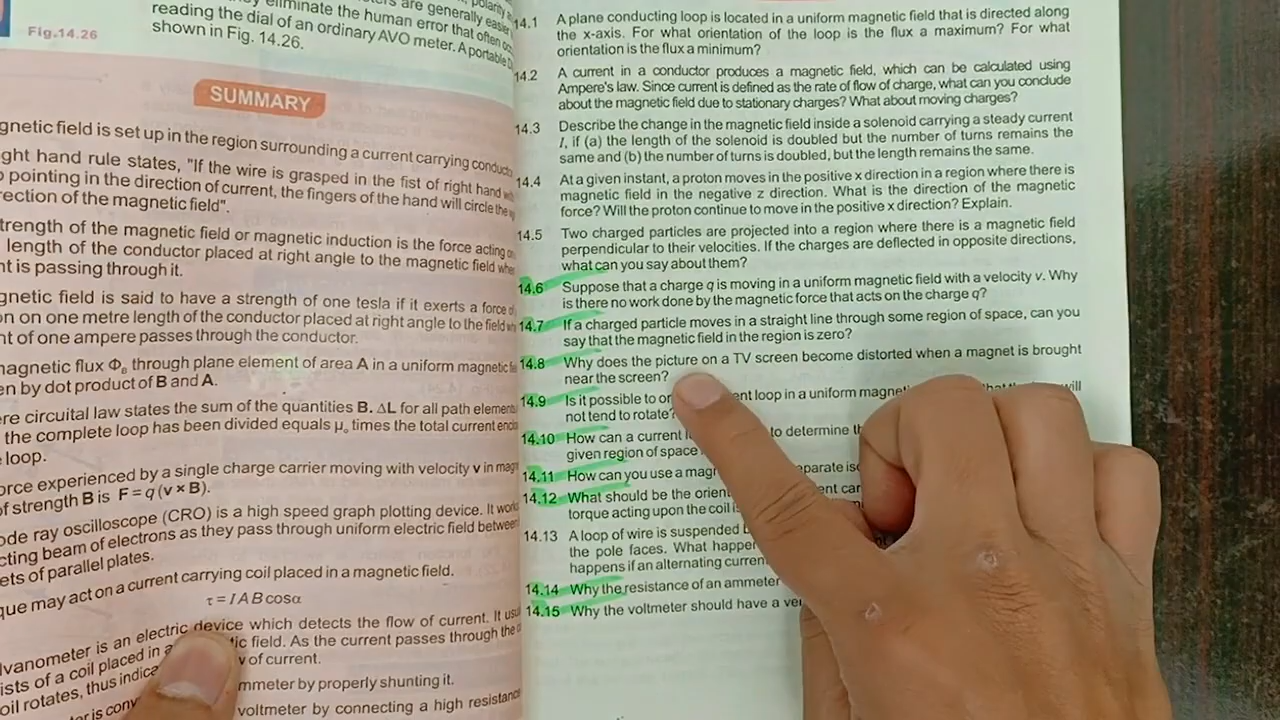 Fig.14.26
are generally easier
eliminate the human error that often
reading the dial of an ordinary AVO meter. A portable
shown in Fig. 14.26.
SUMMARY
gnetic field is set up in the region surrounding a current carrying
ght hand rule states, "If the wire is grasped in the fist of right hand
pointing in the direction of current, the fingers of the hand will circle the
rection of the magnetic field".
trength of the magnetic field or magnetic induction is the force acting
length of the conductor placed at right angle to the magnetic field
nt is passing through it.
gnetic field is said to have a strength of one tesla if it exerts a force
on on one metre length of the conductor placed at right angle to the field
nt of one ampere passes through the conductor.
magnetic flux Φ through plane element of area A in a uniform magnetic
en by dot product of B and A.
ere circuital law states the sum of the quantities B. ΔL for all path
the complete loop has been divided equals μ₀ times the total current
loop.
orce experienced by a single charge carrier moving with velocity v in
of strength B is F = q (v × B).
ode ray oscilloscope (CRO) is a high speed graph plotting device. It
cting beam of electrons as they pass through uniform electric field between
ets of parallel plates.
que may act on a current carrying coil placed in a magnetic field.
τ = I A B cosα
lvanometer is an electric device which detects the flow of current. It
ists of a coil placed in a tic field. As the current passes through the
oil rotates, thus indica of current.
mmeter by properly shunting it.
voltmeter by connecting a high
14.1 A plane conducting loop is located in a uniform magnetic field that is directed along
the x-axis. For what orientation of the loop is the flux a maximum? For what
orientation is the flux a minimum?
14.2 A current in a conductor produces a magnetic field, which can be calculated using
Ampere's law. Since current is defined as the rate of flow of charge, what can you conclude
about the magnetic field due to stationary charges? What about moving charges?
14.3 Describe the change in the magnetic field inside a solenoid carrying a steady current
I, if (a) the length of the solenoid is doubled but the number of turns remains the
same and (b) the number of turns is doubled, but the length remains the same.
14.4 At a given instant, a proton moves in the positive x direction in a region where there is
magnetic field in the negative z direction. What is the direction of the magnetic
force? Will the proton continue to move in the positive x direction? Explain.
14.5 Two charged particles are projected into a region where there is a magnetic field
perpendicular to their velocities. If the charges are deflected in opposite directions,
what can you say about them?
14.6 Suppose that a charge q is moving in a uniform magnetic field with a velocity v. Why
is there no work done by the magnetic force that acts on the charge q?
14.7 If a charged particle moves in a straight line through some region of space, can you
say that the magnetic field in the region is zero?
14.8 Why does the picture on a TV screen become distorted when a magnet is brought
near the screen?
14.9 Is it possible to or ent loop in a uniform will
not tend to rotate?
14.10 How can a current to determine
given region of space
14.11 How can you use a mag
14.12 What should be the orient
torque acting upon the coil
14.13 A loop of wire is suspended
the pole faces. What happen
happens if an alternating curren
14.14 Why the resistance of an ammeter
14.15 Why the voltmeter should have a